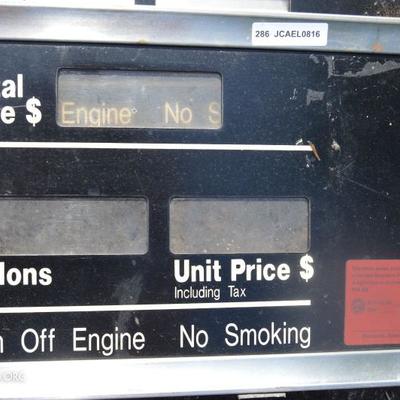 286 JCAEL0816
al
e $
Engine No S
lons
Unit Price $
Including Tax
n Off Engine No Smoking